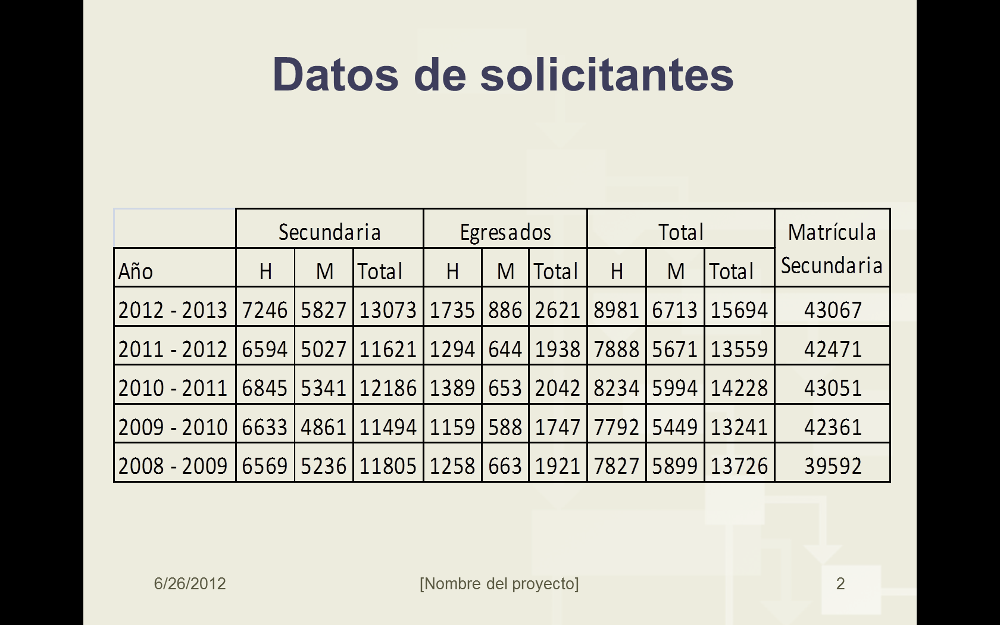 Datos de solicitantes
Secundaria Egresados Total Matrícula Secundaria
Año H M Total H M Total H M Total
2012 - 2013 7246 5827 13073 1735 886 2621 8981 6713 15694 43067
2011 - 2012 6594 5027 11621 1294 644 1938 7888 5671 13559 42471
2010 - 2011 6845 5341 12186 1389 653 2042 8234 5994 14228 43051
2009 - 2010 6633 4861 11494 1159 588 1747 7792 5449 13241 42361
2008 - 2009 6569 5236 11805 1258 663 1921 7827 5899 13726 39592
6/26/2012 [Nombre del proyecto] 2